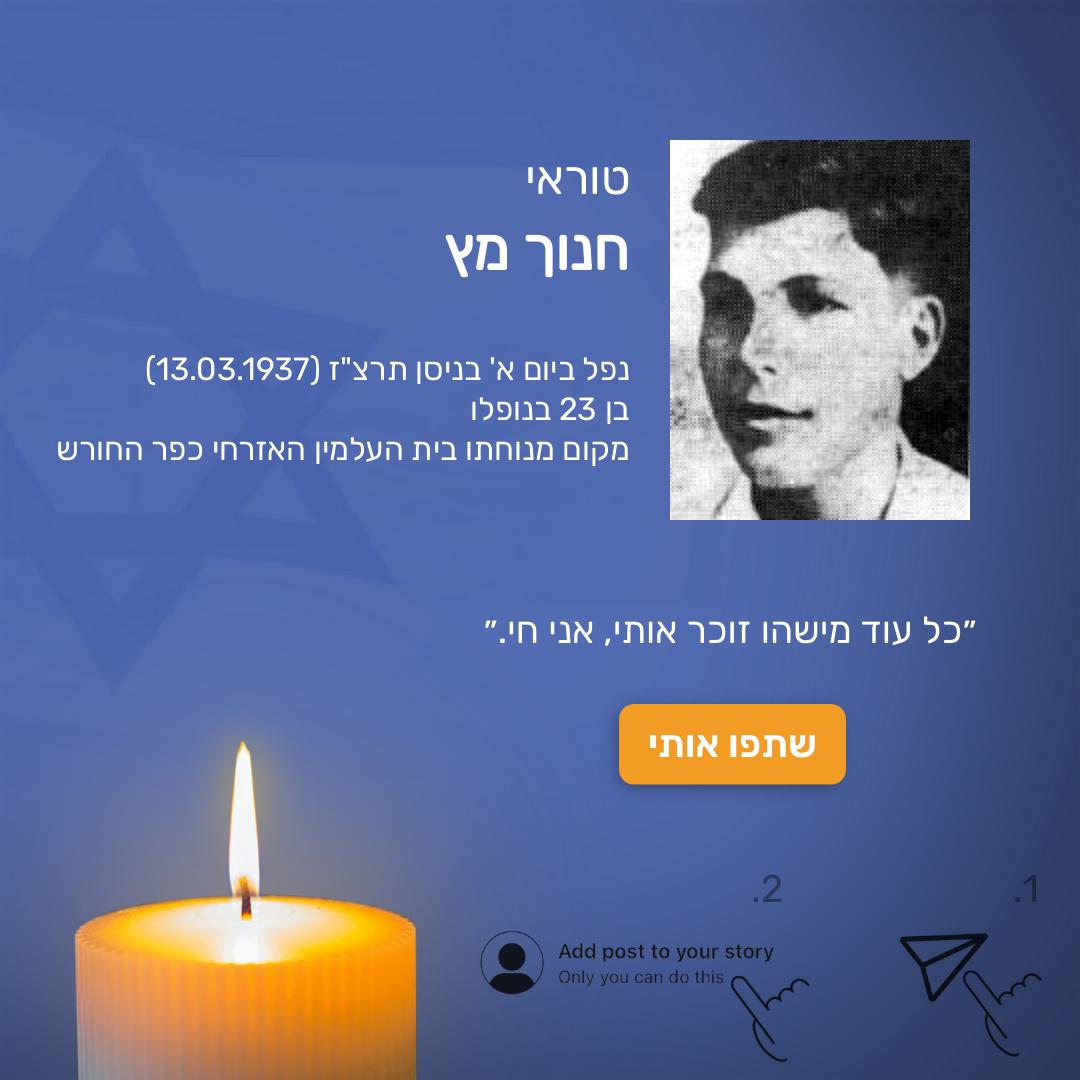 טוראי
חנוך מץ
נפל ביום א' בניסן תרצ"ז (13.03.1937)
בן 23 בנופלו
מקום מנוחתו בית העלמין האזרחי כפר החורש
״כל עוד מישהו זוכר אותי, אני חי.״
שתפו אותי
1.
2.
Add post to your story
Only you can do this